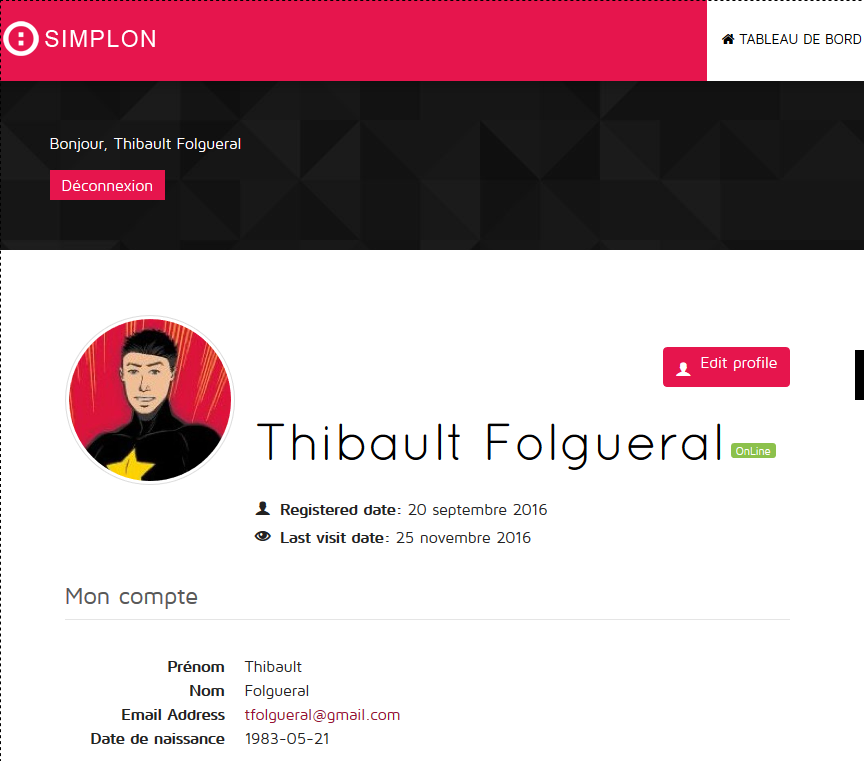 SIMPLON
TABLEAU DE BORD
Bonjour, Thibault Folgueral
Déconnexion
Edit profile
Thibault Folgueral OnLine
Registered date: 20 septembre 2016
Last visit date: 25 novembre 2016
Mon compte
Prénom Thibault
Nom Folgueral
Email Address tfolgueral@gmail.com
Date de naissance 1983-05-21